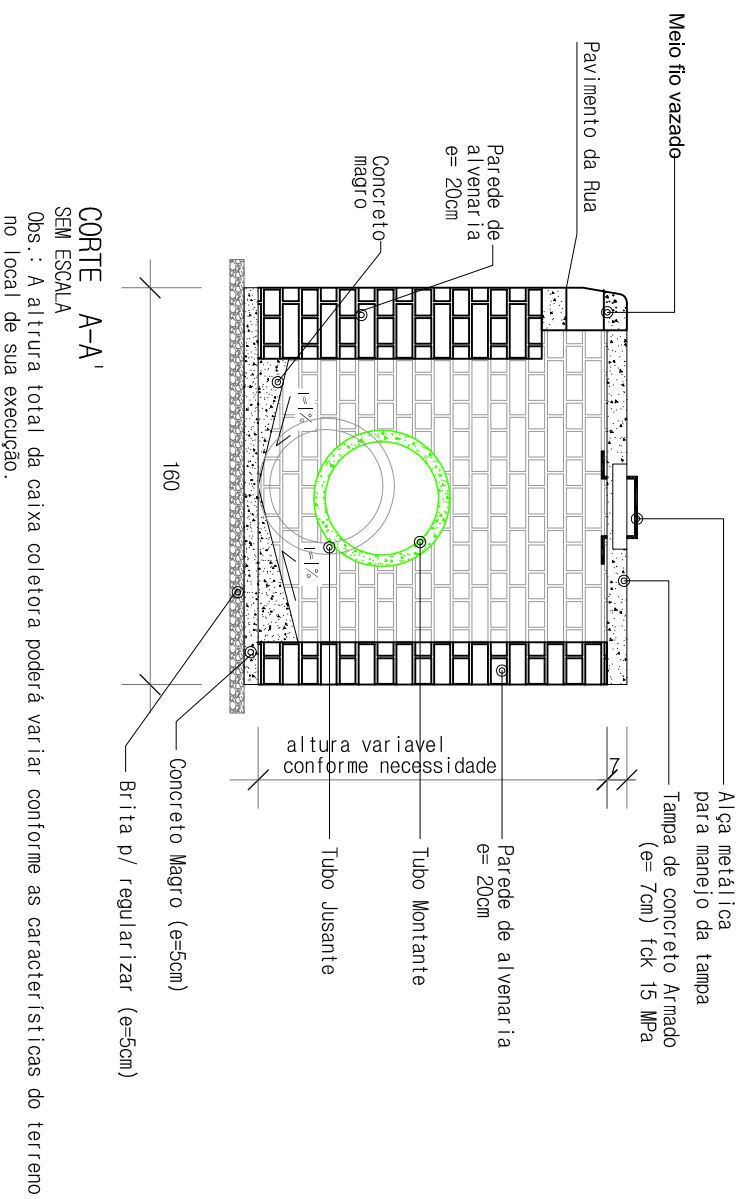 Meio fio vazado
Pavimento da Rua
Parede de
alvenaria
e= 20cm
Concreto
magro
Alça metálica
para manejo da tampa
Tampa de concreto Armado
(e= 7cm) fck 15 MPa
7
altura variavel
conforme necessidade
Parede de alvenaria
e= 20cm
Tubo Montante
Tubo Jusante
I=1%
I=1%
Concreto Magro (e=5cm)
Brita p/ regularizar (e=5cm)
160
CORTE A-A'
SEM ESCALA
Obs.: A altrura total da caixa coletora poderá variar conforme as características do terreno
no local de sua execução.